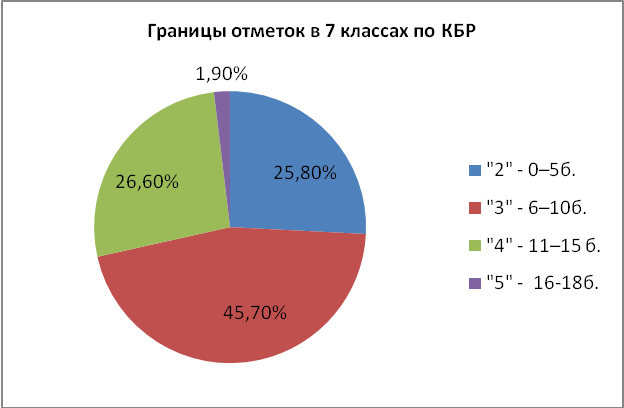 Границы отметок в 7 классах по КБР
1,90%
25,80%
26,60%
45,70%
"2" - 0–5б.
"3" - 6–10б.
"4" - 11–15 б.
"5" -  16-18б.